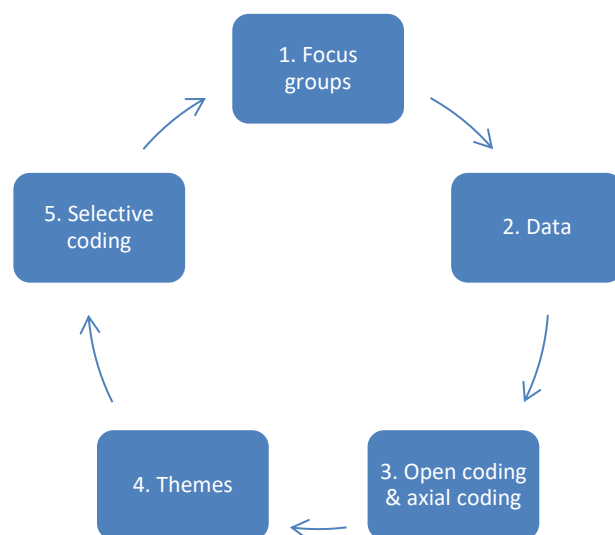 1. Focus
groups
2. Data
3. Open coding
& axial coding
4. Themes
5. Selective
coding